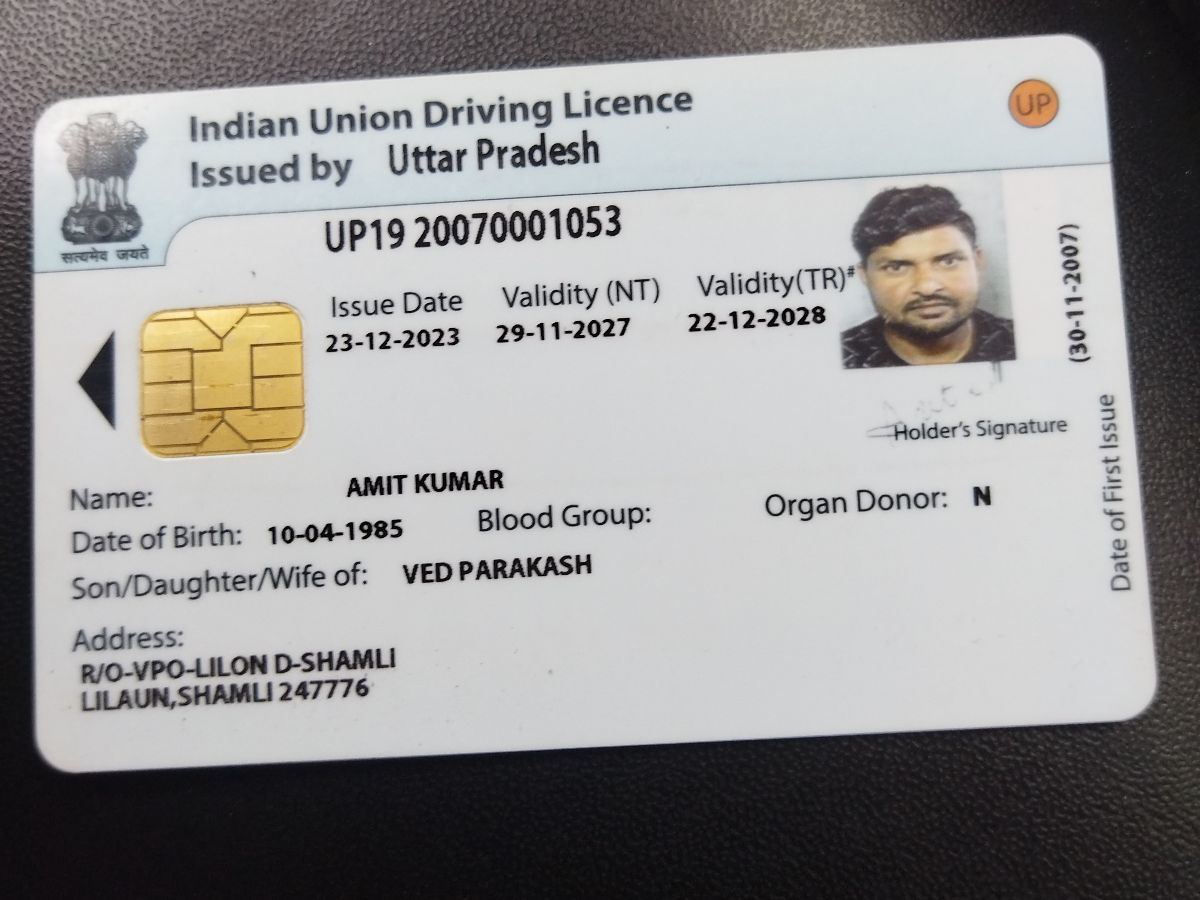 Indian Union Driving Licence
Issued by Uttar Pradesh
UP
सत्यमेव जयते
UP19 20070001053
Issue Date Validity (NT) Validity(TR)#
23-12-2023 29-11-2027 22-12-2028
(30-11-2007)
Date of First Issue
Holder's Signature
Name: AMIT KUMAR
Date of Birth: 10-04-1985 Blood Group: Organ Donor: N
Son/Daughter/Wife of: VED PARAKASH
Address:
R/O-VPO-LILON D-SHAMLI
LILAUN,SHAMLI 247776